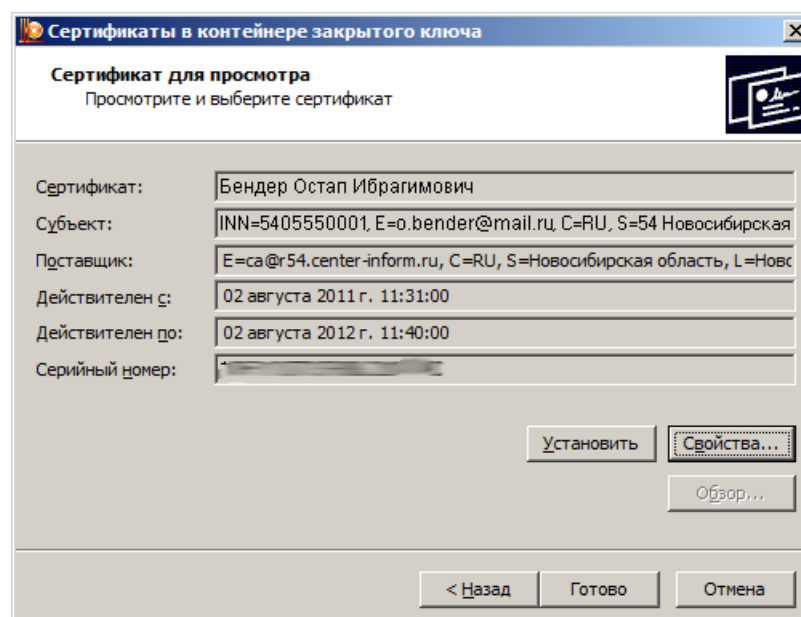 Сертификаты в контейнере закрытого ключа
Сертификат для просмотра
Просмотрите и выберите сертификат
Сертификат: Бендер Остап Ибрагимович
Субъект: INN=5405550001, E=o.bender@mail.ru, C=RU, S=54 Новосибирская
Поставщик: E=ca@r54.center-inform.ru, C=RU, S=Новосибирская область, L=Новс
Действителен с: 02 августа 2011 г. 11:31:00
Действителен по: 02 августа 2012 г. 11:40:00
Серийный номер:
Установить Свойства...
Обзор...
< Назад Готово Отмена